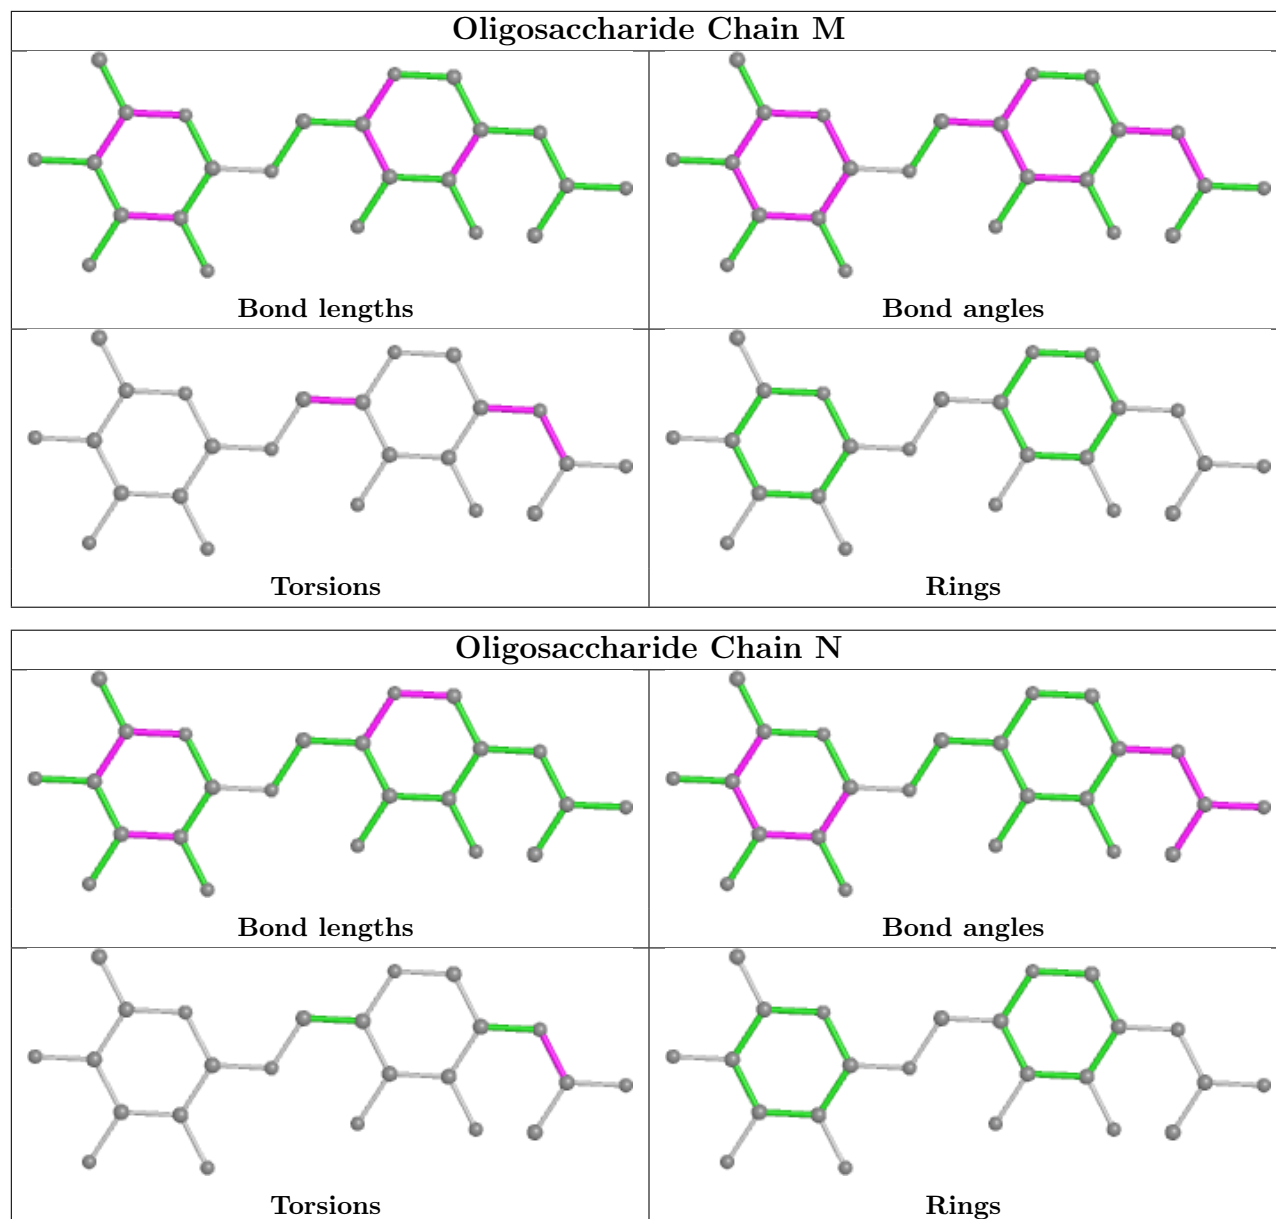 Oligosaccharide Chain M
Bond lengths
Bond angles
Torsions
Rings
Oligosaccharide Chain N
Bond lengths
Bond angles
Torsions
Rings